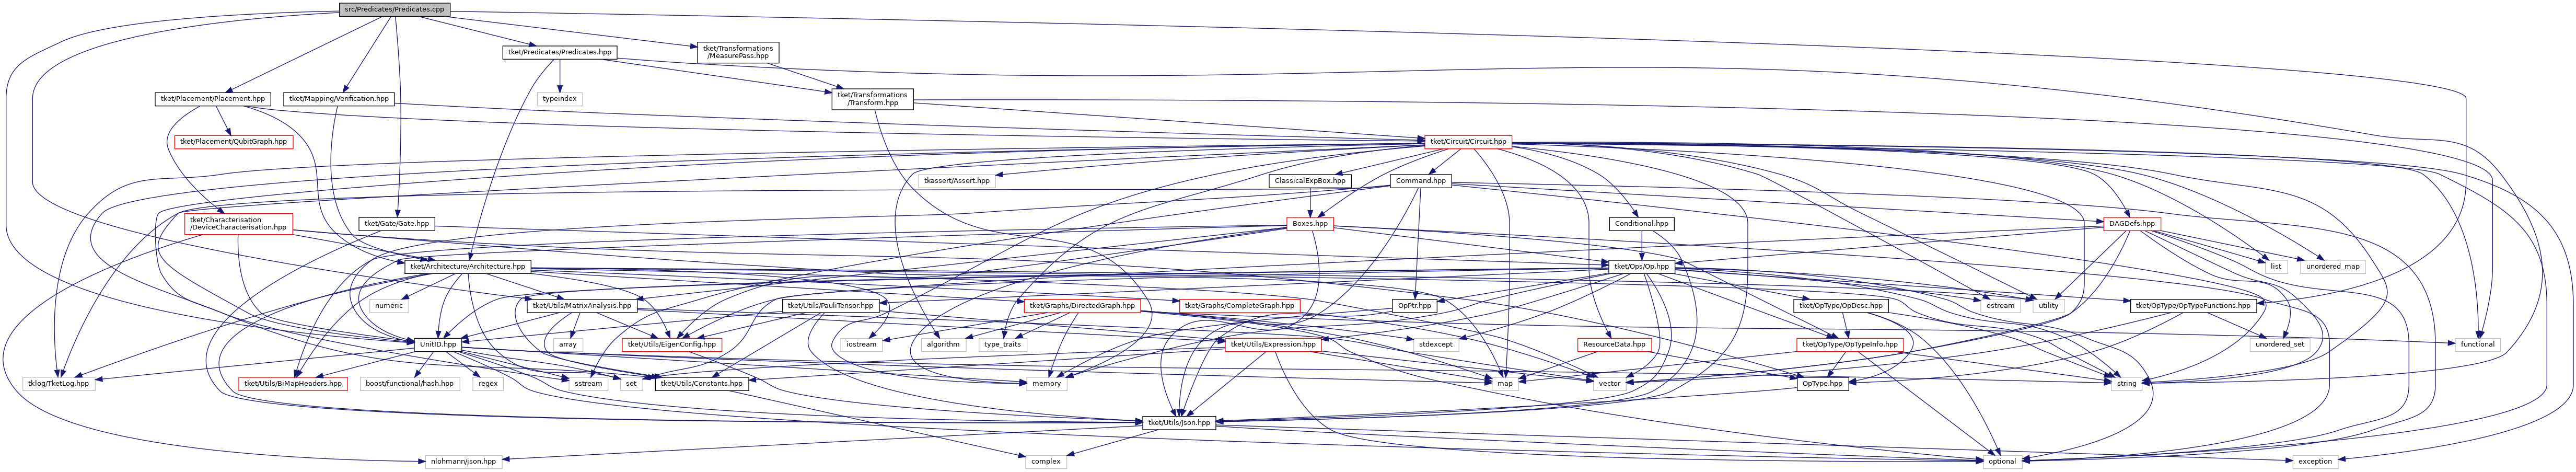 src/Predicates/Predicates.cpp
tket/Predicates/Predicates.hpp
tket/Transformations
/MeasurePass.hpp
tket/Placement/Placement.hpp
tket/Mapping/Verification.hpp
typeindex
tket/Transformations
/Transform.hpp
tket/Placement/QubitGraph.hpp
tket/Circuit/Circuit.hpp
tkassert/Assert.hpp
ClassicalExpBox.hpp
Command.hpp
tket/Characterisation
/DeviceCharacterisation.hpp
tket/Gate/Gate.hpp
Boxes.hpp
Conditional.hpp
DAGDefs.hpp
tket/Architecture/Architecture.hpp
tket/Ops/Op.hpp
list
unordered_map
numeric
tket/Utils/MatrixAnalysis.hpp
tket/Utils/PauliTensor.hpp
tket/Graphs/DirectedGraph.hpp
tket/Graphs/CompleteGraph.hpp
OpPtr.hpp
tket/OpType/OpDesc.hpp
ostream
utility
tket/OpType/OpTypeFunctions.hpp
UnitID.hpp
array
tket/Utils/EigenConfig.hpp
iostream
algorithm
type_traits
tket/Utils/Expression.hpp
stdexcept
ResourceData.hpp
tket/OpType/OpTypeInfo.hpp
unordered_set
functional
tklog/TketLog.hpp
tket/Utils/BiMapHeaders.hpp
boost/functional/hash.hpp
regex
sstream
set
tket/Utils/Constants.hpp
memory
map
vector
OpType.hpp
string
tket/Utils/Json.hpp
nlohmann/json.hpp
complex
optional
exception